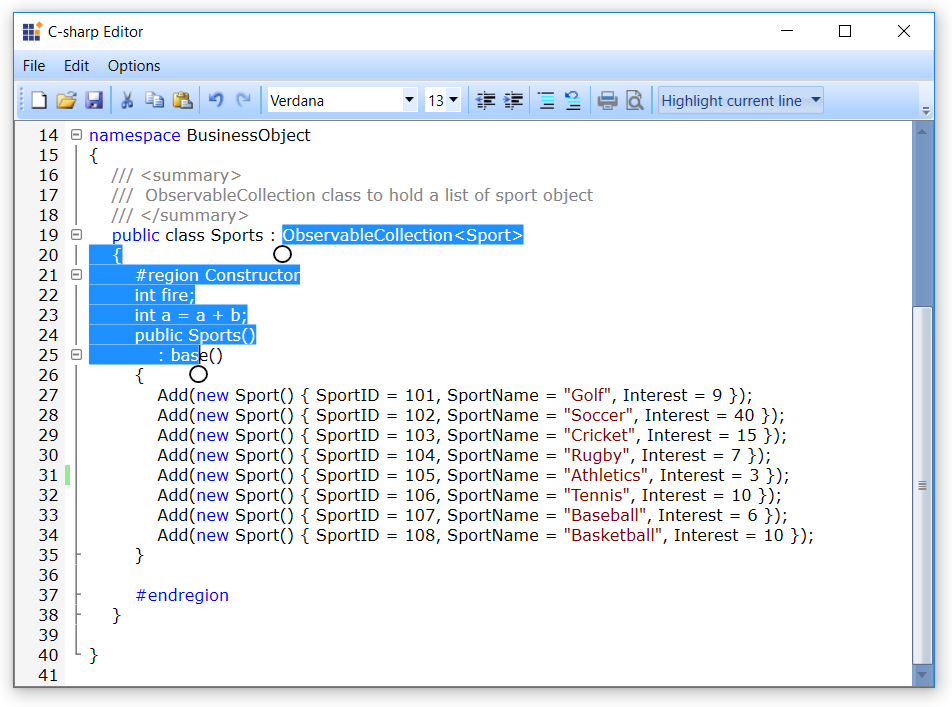 C-sharp Editor
File Edit Options
Verdana 13 Highlight current line
14 namespace BusinessObject
15 {
16 /// <summary>
17 /// ObservableCollection class to hold a list of sport object
18 /// </summary>
19 public class Sports : ObservableCollection<Sport>
20 {
21 #region Constructor
22 int fire;
23 int a = a + b;
24 public Sports()
25 : base()
26 {
27 Add(new Sport() { SportID = 101, SportName = "Golf", Interest = 9 });
28 Add(new Sport() { SportID = 102, SportName = "Soccer", Interest = 40 });
29 Add(new Sport() { SportID = 103, SportName = "Cricket", Interest = 15 });
30 Add(new Sport() { SportID = 104, SportName = "Rugby", Interest = 7 });
31 Add(new Sport() { SportID = 105, SportName = "Athletics", Interest = 3 });
32 Add(new Sport() { SportID = 106, SportName = "Tennis", Interest = 10 });
33 Add(new Sport() { SportID = 107, SportName = "Baseball", Interest = 6 });
34 Add(new Sport() { SportID = 108, SportName = "Basketball", Interest = 10 });
35 }
36
37 #endregion
38 }
39
40 }
41